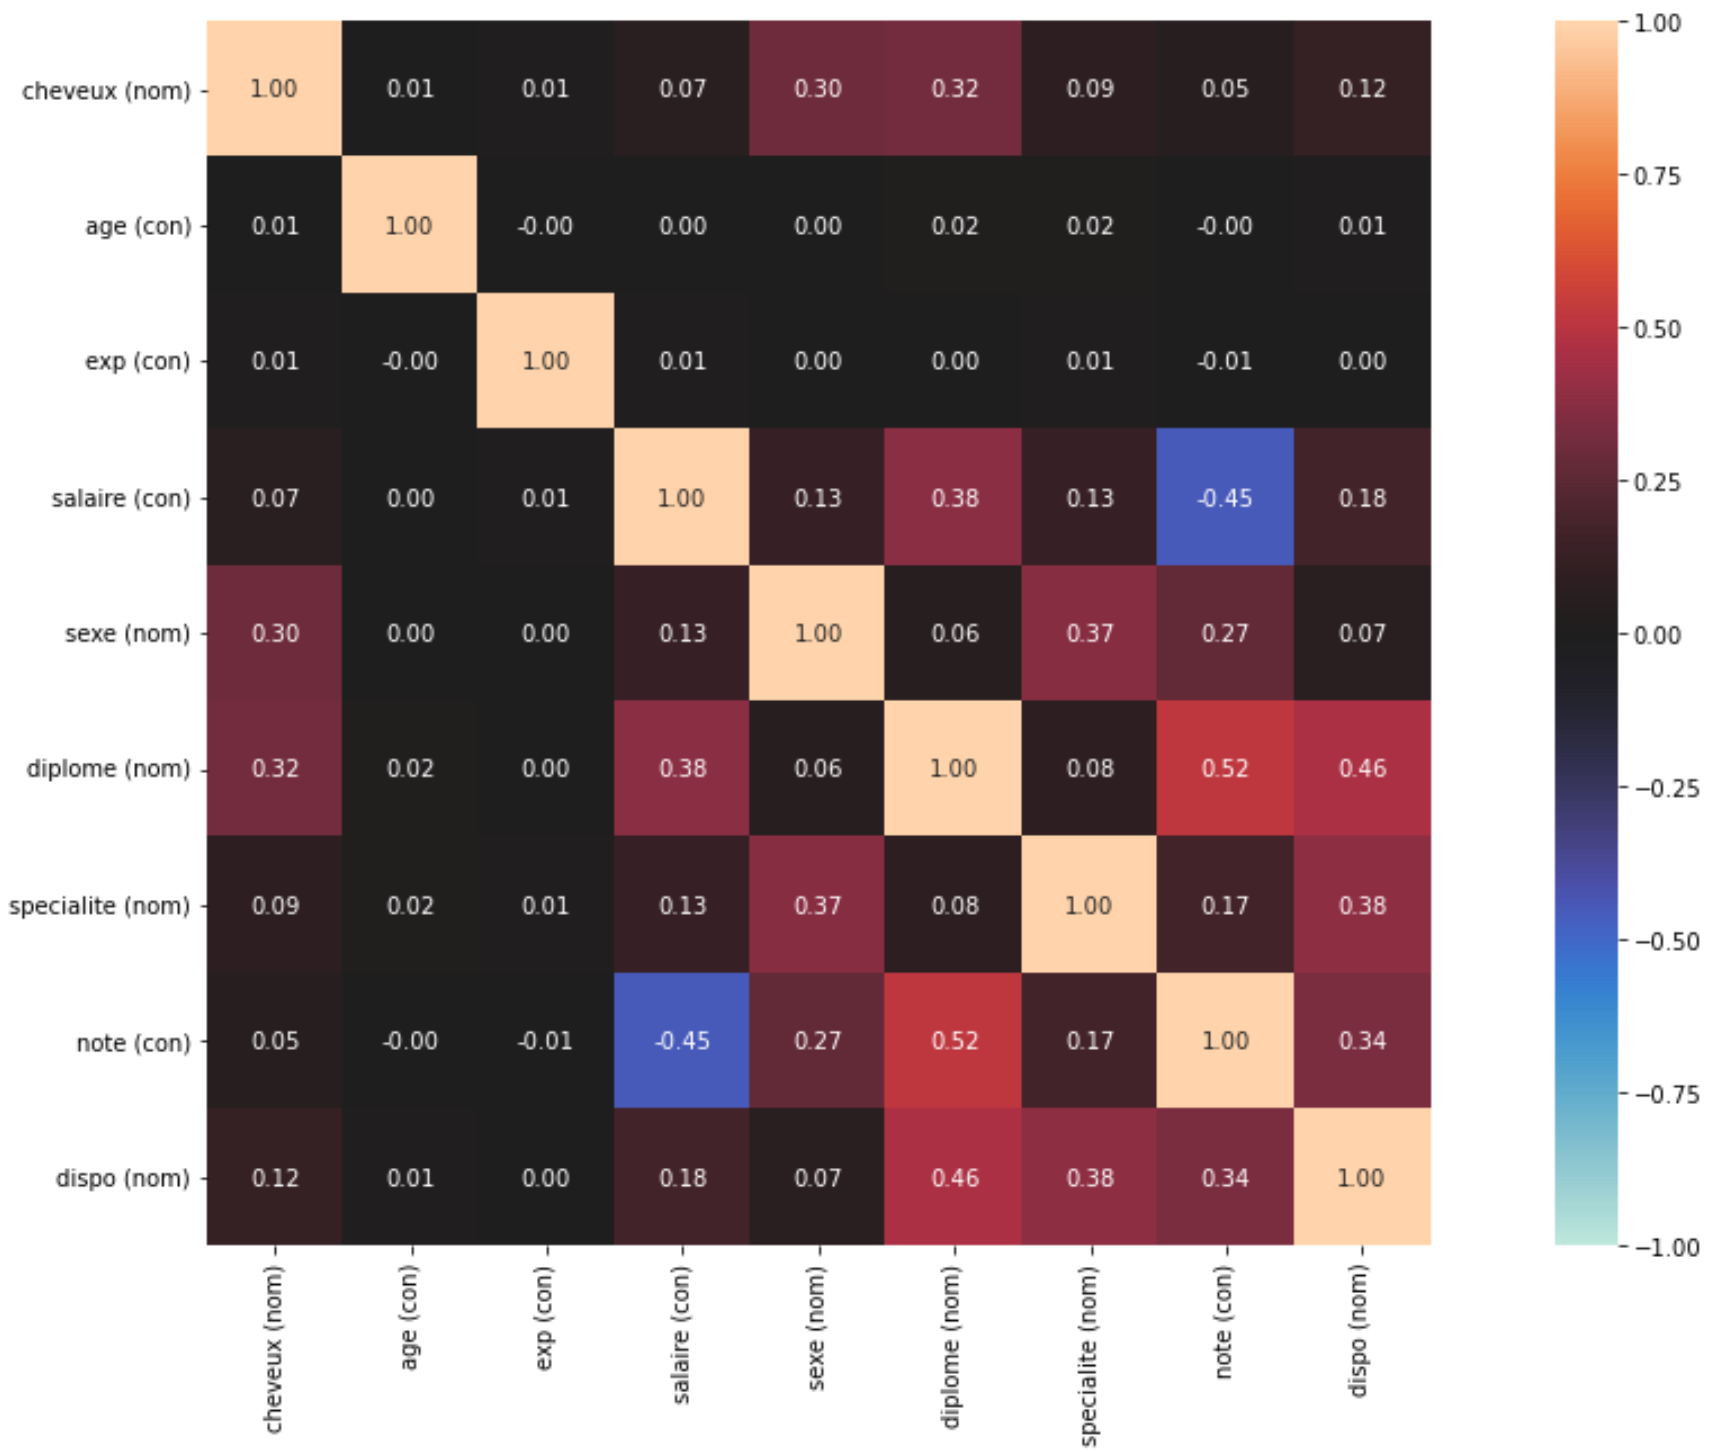 cheveux (nom) 1.00 0.01 0.01 0.07 0.30 0.32 0.09 0.05 0.12
age (con) 0.01 1.00 -0.00 0.00 0.00 0.02 0.02 -0.00 0.01
exp (con) 0.01 -0.00 1.00 0.01 0.00 0.00 0.01 -0.01 0.00
salaire (con) 0.07 0.00 0.01 1.00 0.13 0.38 0.13 -0.45 0.18
sexe (nom) 0.30 0.00 0.00 0.13 1.00 0.06 0.37 0.27 0.07
diplome (nom) 0.32 0.02 0.00 0.38 0.06 1.00 0.08 0.52 0.46
specialite (nom) 0.09 0.02 0.01 0.13 0.37 0.08 1.00 0.17 0.38
note (con) 0.05 -0.00 -0.01 -0.45 0.27 0.52 0.17 1.00 0.34
dispo (nom) 0.12 0.01 0.00 0.18 0.07 0.46 0.38 0.34 1.00
cheveux (nom)
age (con)
exp (con)
salaire (con)
sexe (nom)
diplome (nom)
specialite (nom)
note (con)
dispo (nom)
1.00
0.75
0.50
0.25
0.00
−0.25
−0.50
−0.75
−1.00